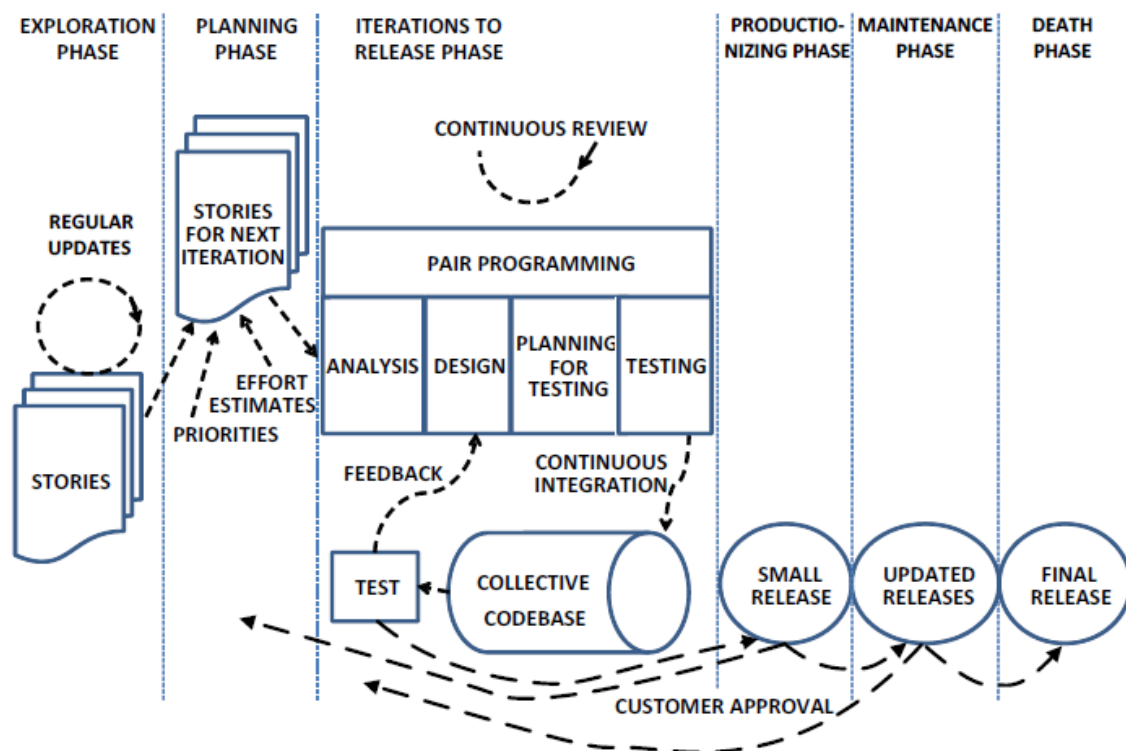 EXPLORATION
PHASE
PLANNING
PHASE
ITERATIONS TO
RELEASE PHASE
PRODUCTIO-
NIZING PHASE
MAINTENANCE
PHASE
DEATH
PHASE
CONTINUOUS REVIEW
REGULAR
UPDATES
STORIES
FOR NEXT
ITERATION
PAIR PROGRAMMING
ANALYSIS
DESIGN
PLANNING
FOR
TESTING
TESTING
EFFORT
ESTIMATES
PRIORITIES
STORIES
FEEDBACK
CONTINUOUS
INTEGRATION
TEST
COLLECTIVE
CODEBASE
SMALL
RELEASE
UPDATED
RELEASES
FINAL
RELEASE
CUSTOMER APPROVAL